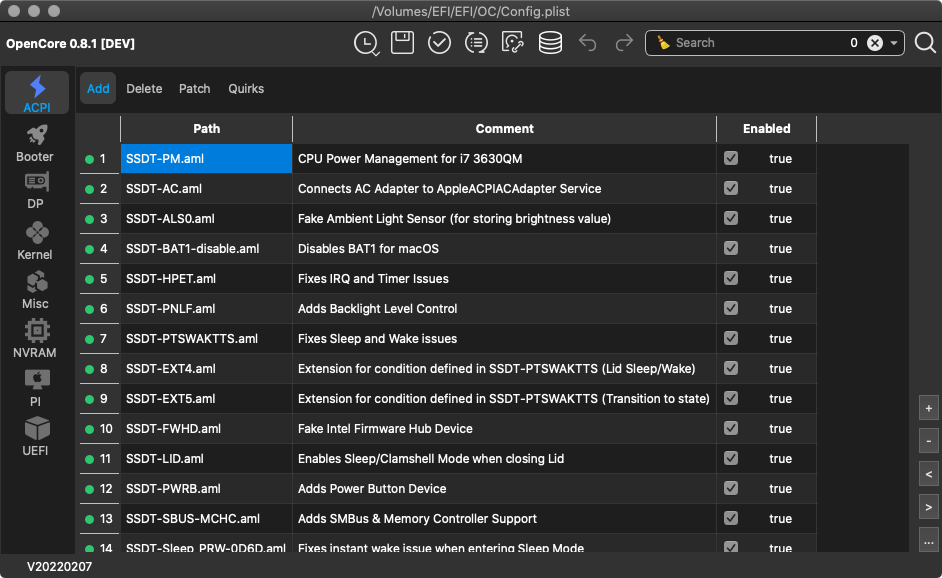 /Volumes/EFI/EFI/OC/Config.plist
OpenCore 0.8.1 [DEV]
Search 0
ACPI
Booter
DP
Kernel
Misc
NVRAM
PI
UEFI
Add Delete Patch Quirks
Path Comment Enabled
1 SSDT-PM.aml CPU Power Management for i7 3630QM true
2 SSDT-AC.aml Connects AC Adapter to AppleACPIACAdapter Service true
3 SSDT-ALS0.aml Fake Ambient Light Sensor (for storing brightness value) true
4 SSDT-BAT1-disable.aml Disables BAT1 for macOS true
5 SSDT-HPET.aml Fixes IRQ and Timer Issues true
6 SSDT-PNLF.aml Adds Backlight Level Control true
7 SSDT-PTSWAKTTS.aml Fixes Sleep and Wake issues true
8 SSDT-EXT4.aml Extension for condition defined in SSDT-PTSWAKTTS (Lid Sleep/Wake) true
9 SSDT-EXT5.aml Extension for condition defined in SSDT-PTSWAKTTS (Transition to state) true
10 SSDT-FWHD.aml Fake Intel Firmware Hub Device true
11 SSDT-LID.aml Enables Sleep/Clamshell Mode when closing Lid true
12 SSDT-PWRB.aml Adds Power Button Device true
13 SSDT-SBUS-MCHC.aml Adds SMBus & Memory Controller Support true
14 SSDT-Sleep_PRW-0D6D.aml Fixes instant wake issue when entering Sleep Mode true
+
-
<
>
...
V20220207